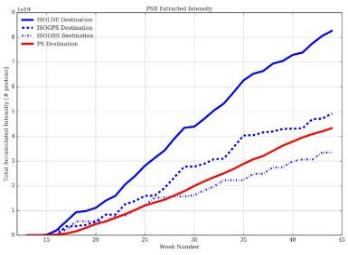 PSB Extracted Intensity
1e19
ISOLDE Destination
ISOGPS Destination
ISOHRS Destination
PS Destination
Total Accumulated Intensity [# protons]
9
8
7
6
5
4
3
2
1
0
15
20
25
30
35
40
45
Week Number